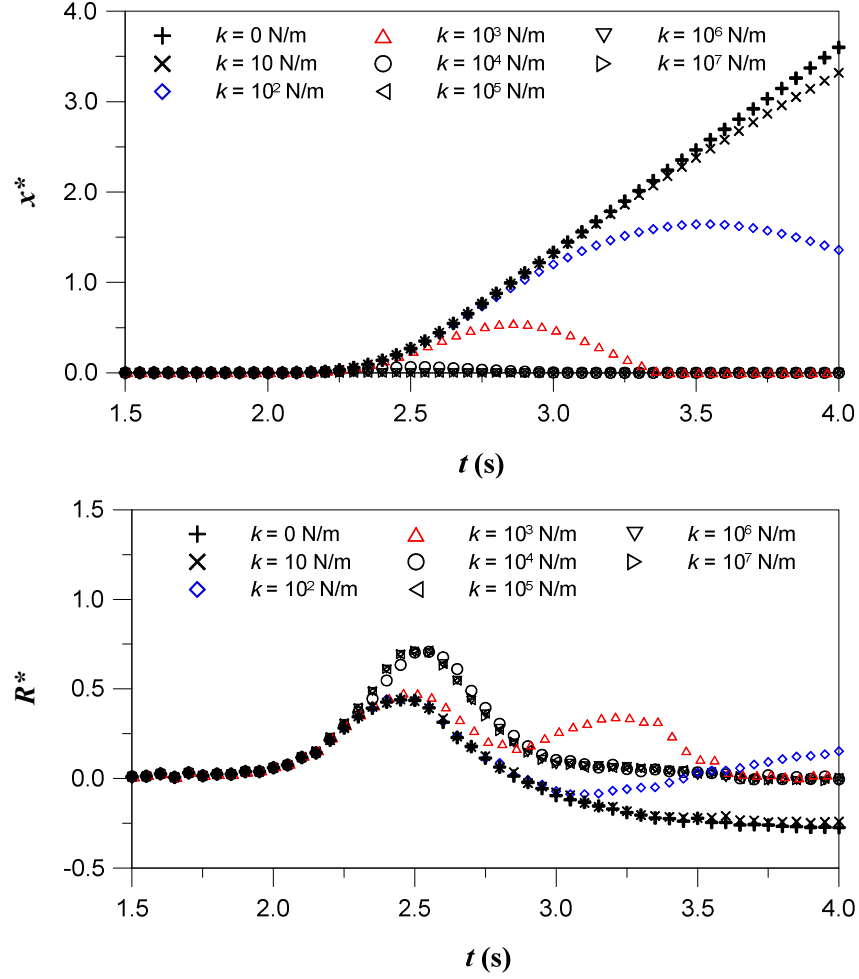 4.0
k = 0 N/m k = 10³ N/m k = 10⁶ N/m
k = 10 N/m k = 10⁴ N/m k = 10⁷ N/m
k = 10² N/m k = 10⁵ N/m
3.0
x*
2.0
1.0
0.0
1.5 2.0 2.5 3.0 3.5 4.0
t (s)
1.5
k = 0 N/m k = 10³ N/m k = 10⁶ N/m
k = 10 N/m k = 10⁴ N/m k = 10⁷ N/m
k = 10² N/m k = 10⁵ N/m
1.0
R*
0.5
0.0
-0.5
1.5 2.0 2.5 3.0 3.5 4.0
t (s)